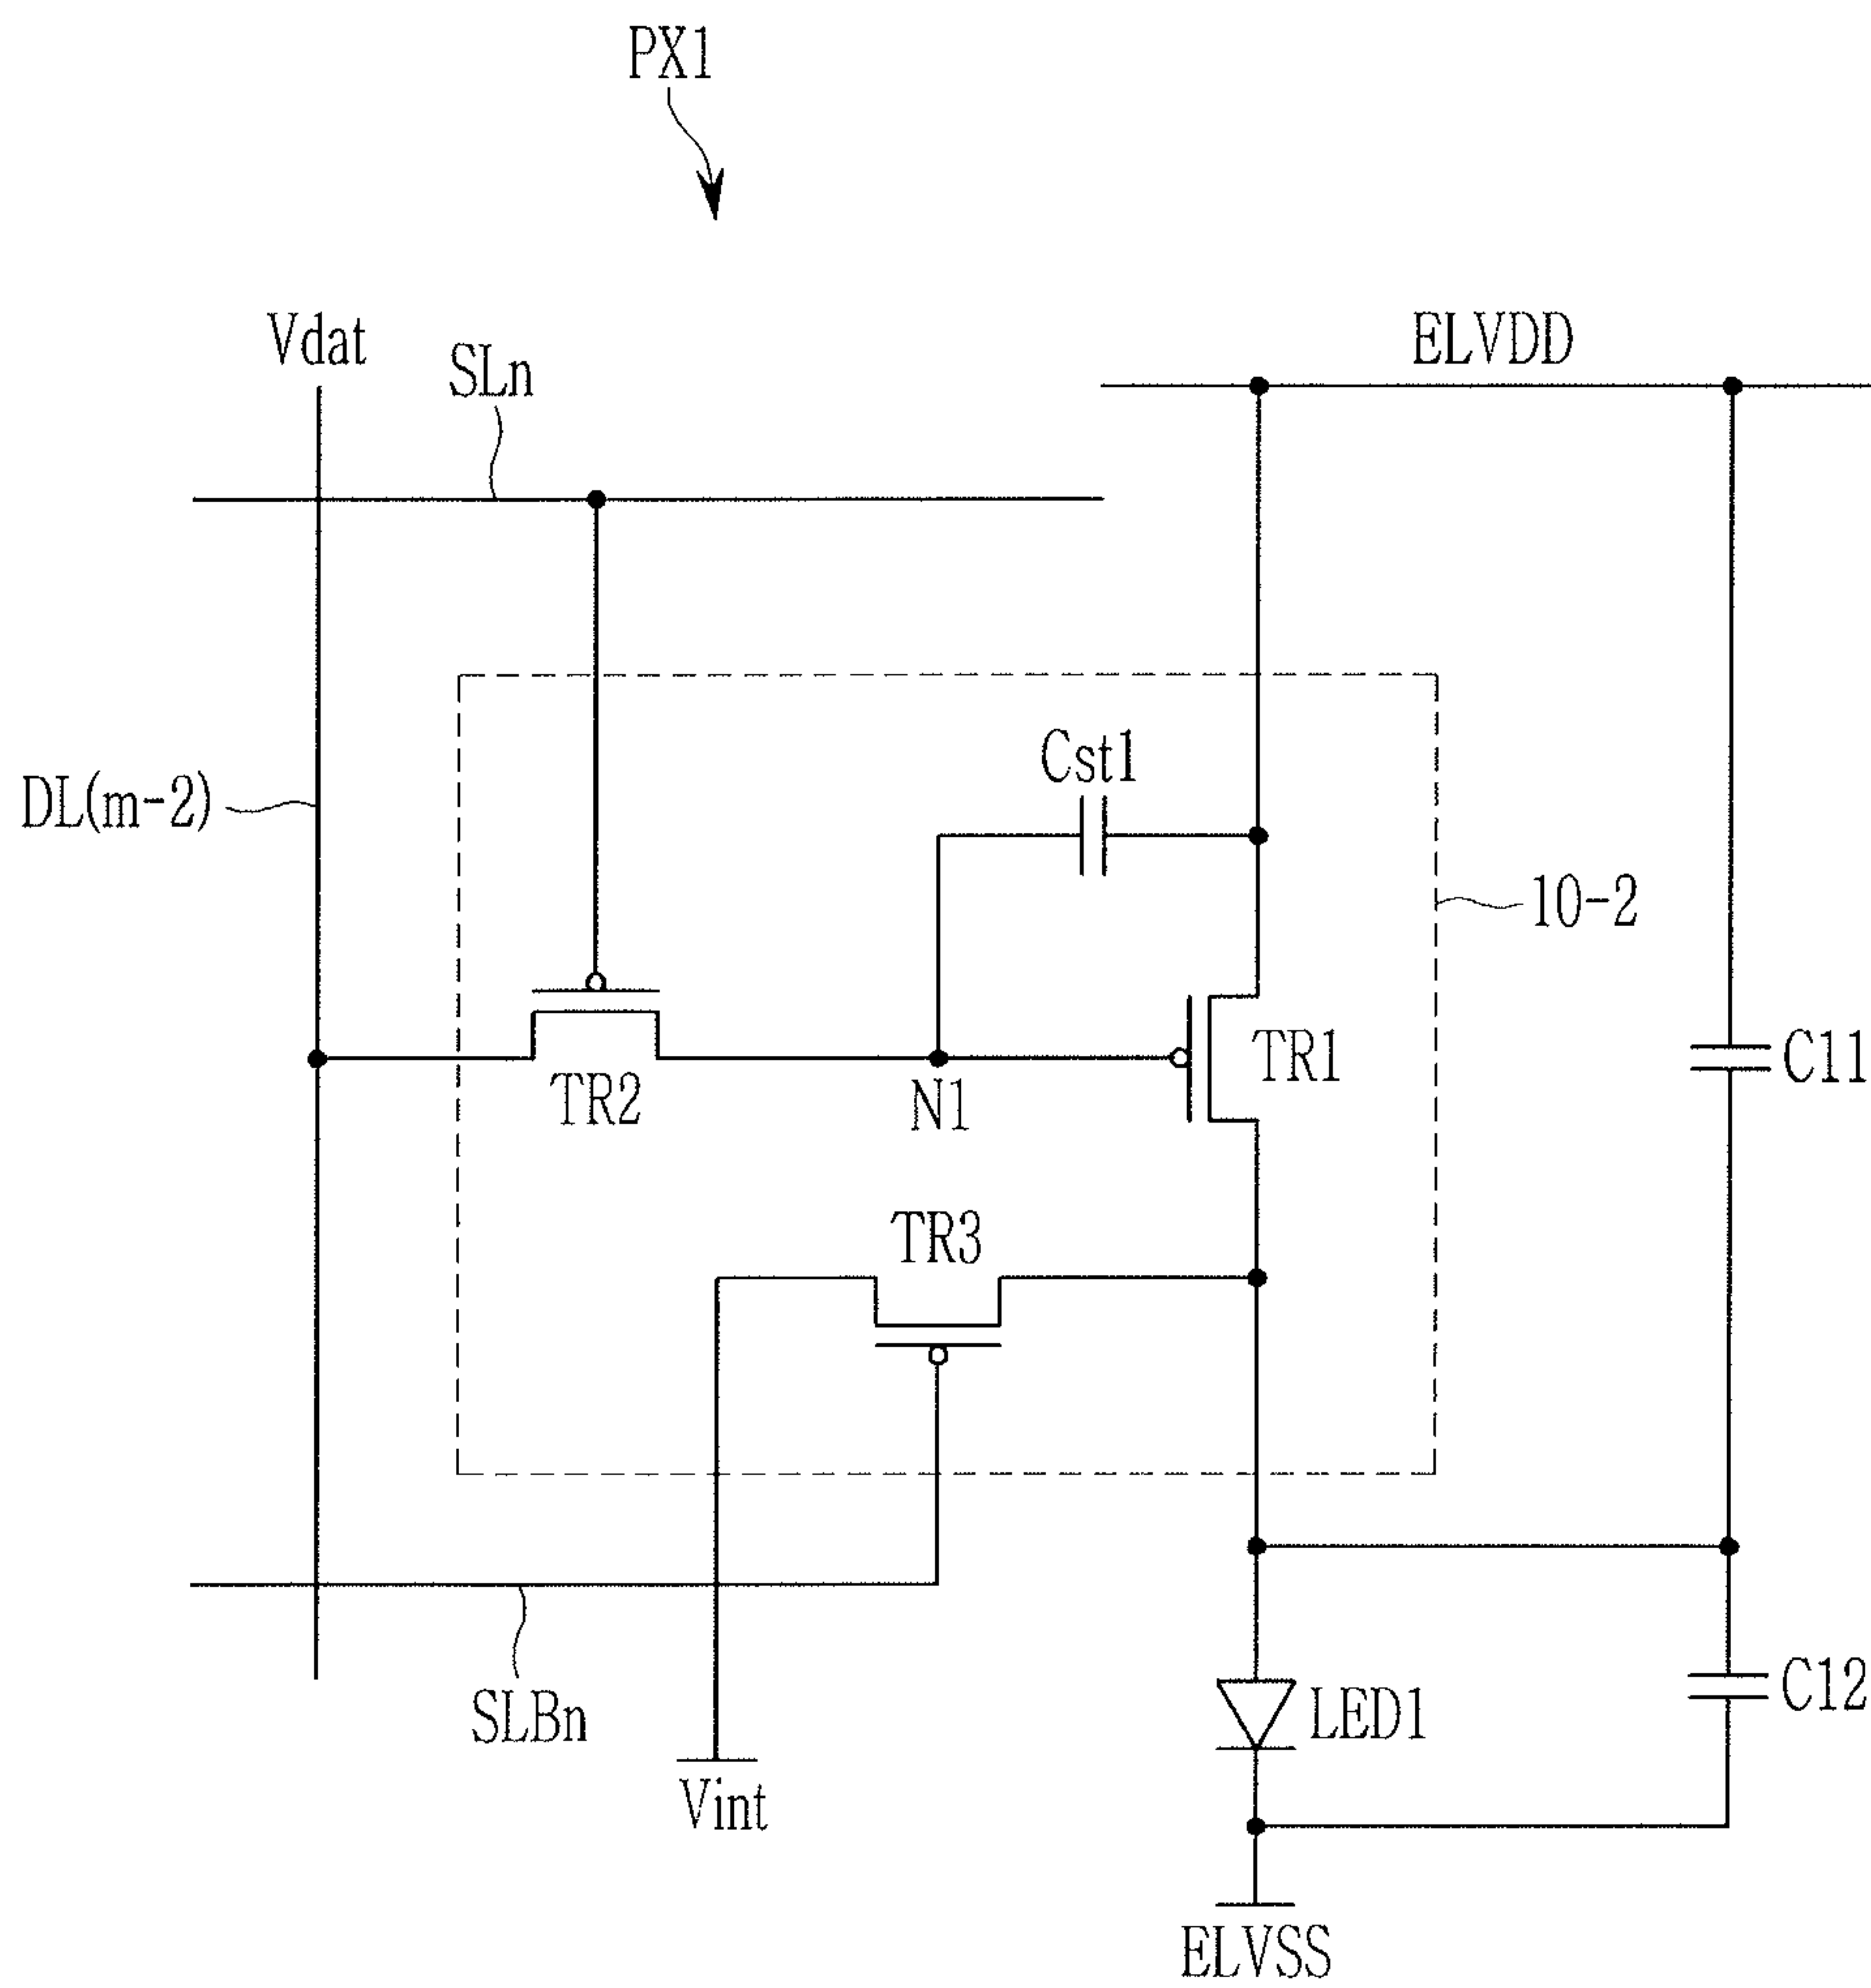 PX1
Vdat
SLn
ELVDD
Cst1
DL(m-2)
10-2
TR1
C11
TR2
N1
TR3
SLBn
LED1
C12
Vint
ELVSS